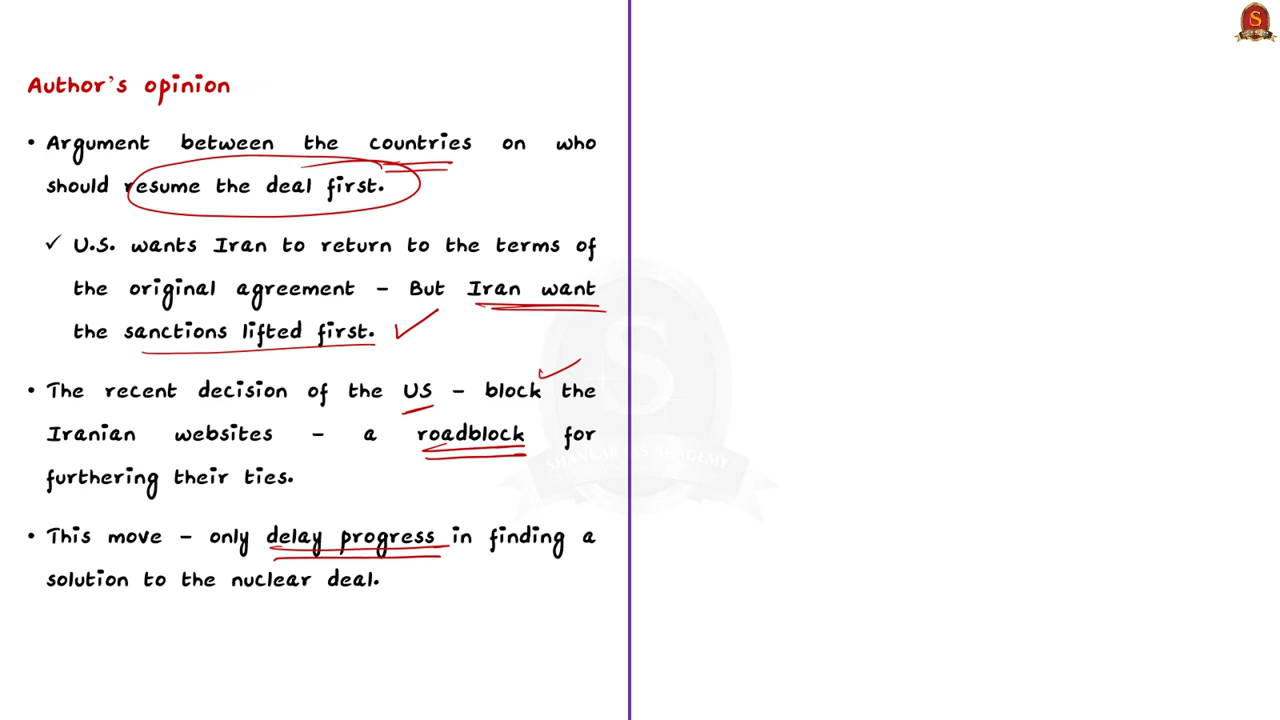 Author's opinion
• Argument between the countries on who
should resume the deal first.
✓ U.S. wants Iran to return to the terms of
the original agreement – But Iran want
the sanctions lifted first.
• The recent decision of the US – block the
Iranian websites – a roadblock for
furthering their ties.
• This move – only delay progress in finding a
solution to the nuclear deal.
S
SHANKAR IAS ACADEMY
S